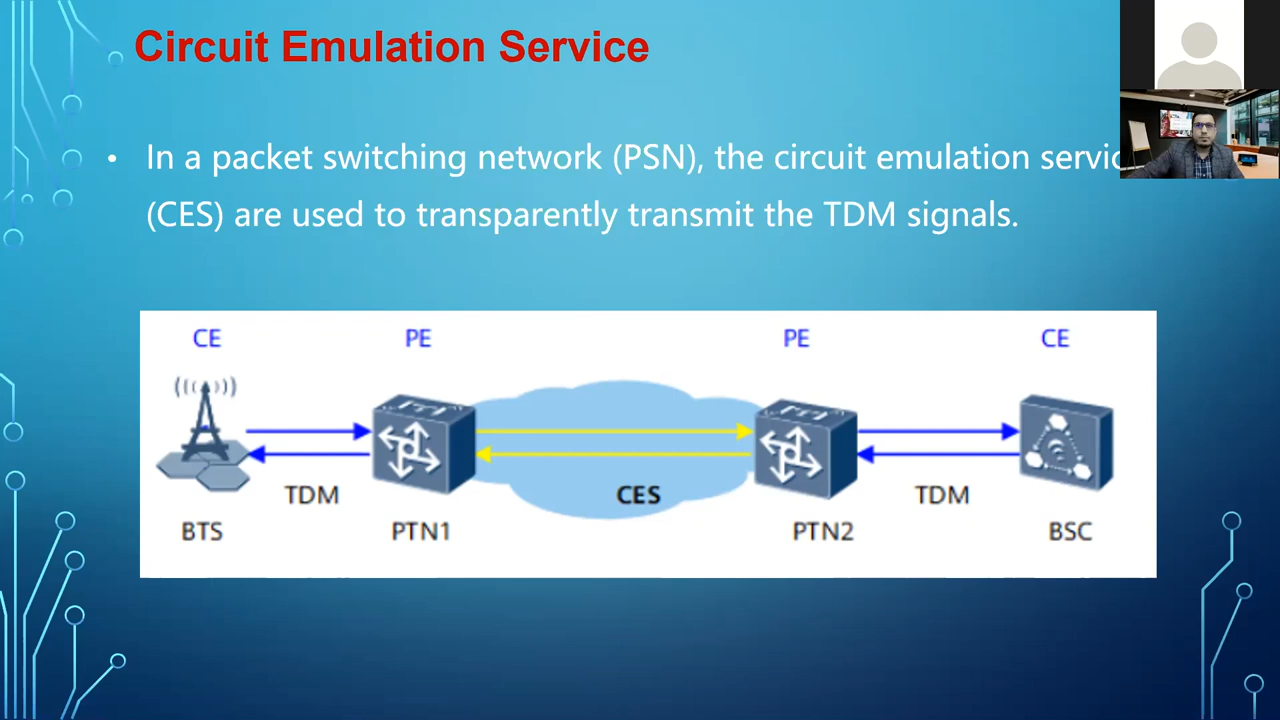 Circuit Emulation Service
• In a packet switching network (PSN), the circuit emulation
(CES) are used to transparently transmit the TDM signals.
CE PE PE CE
TDM CES TDM
BTS PTN1 PTN2 BSC